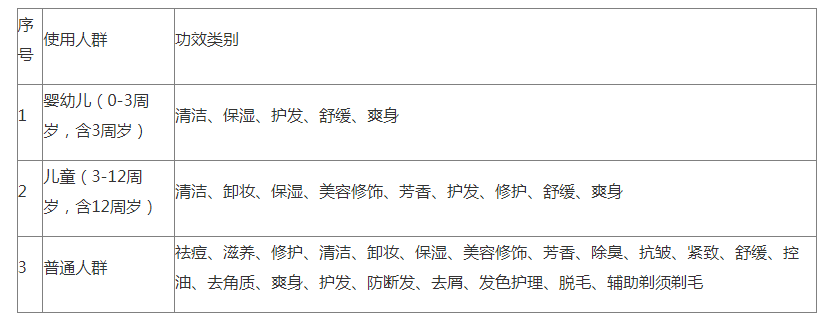 序号 使用人群 功效类别
1 婴幼儿（0-3周岁，含3周岁） 清洁、保湿、护发、舒缓、爽身
2 儿童（3-12周岁，含12周岁） 清洁、卸妆、保湿、美容修饰、芳香、护发、修护、舒缓、爽身
3 普通人群 祛痘、滋养、修护、清洁、卸妆、保湿、美容修饰、芳香、除臭、抗皱、紧致、舒缓、控
油、去角质、爽身、护发、防断发、去屑、发色护理、脱毛、辅助剃须剃毛